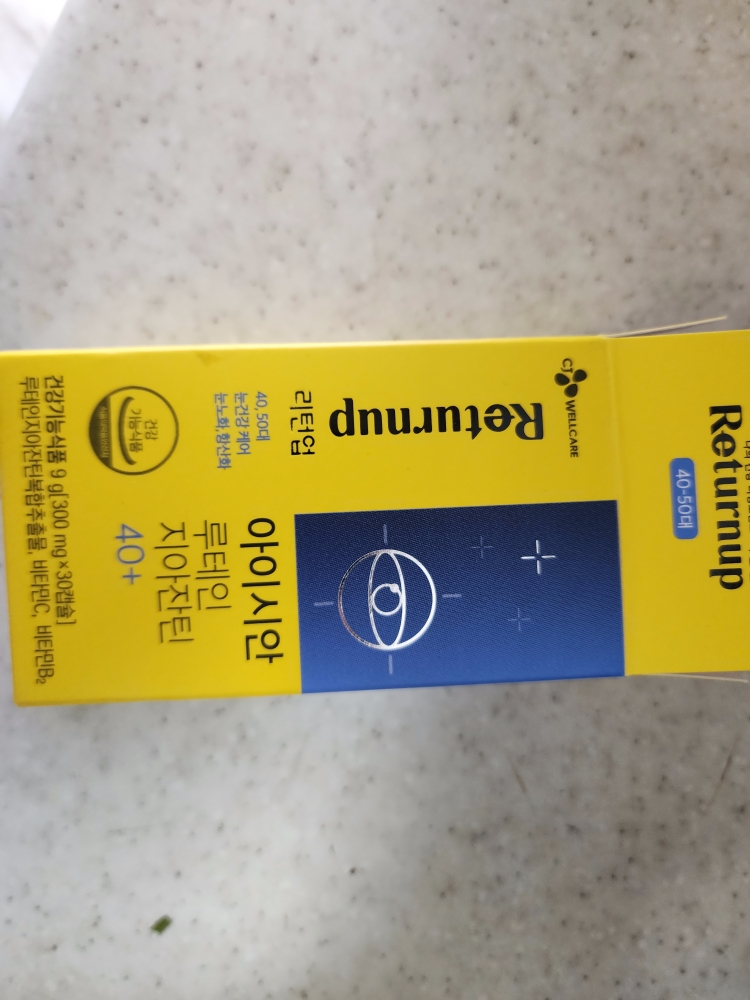 CJ WELLCARE
Returnup
리턴업
40, 50대
눈건강 케어
눈노화, 항산화
아이시안
루테인
지아잔틴
40+
건강
기능식품
건강기능식품 9 g[300 mg×30캡슐]
루테인지아잔틴복합추출물, 비타민C, 비타민B₂
Returnup
40-50대